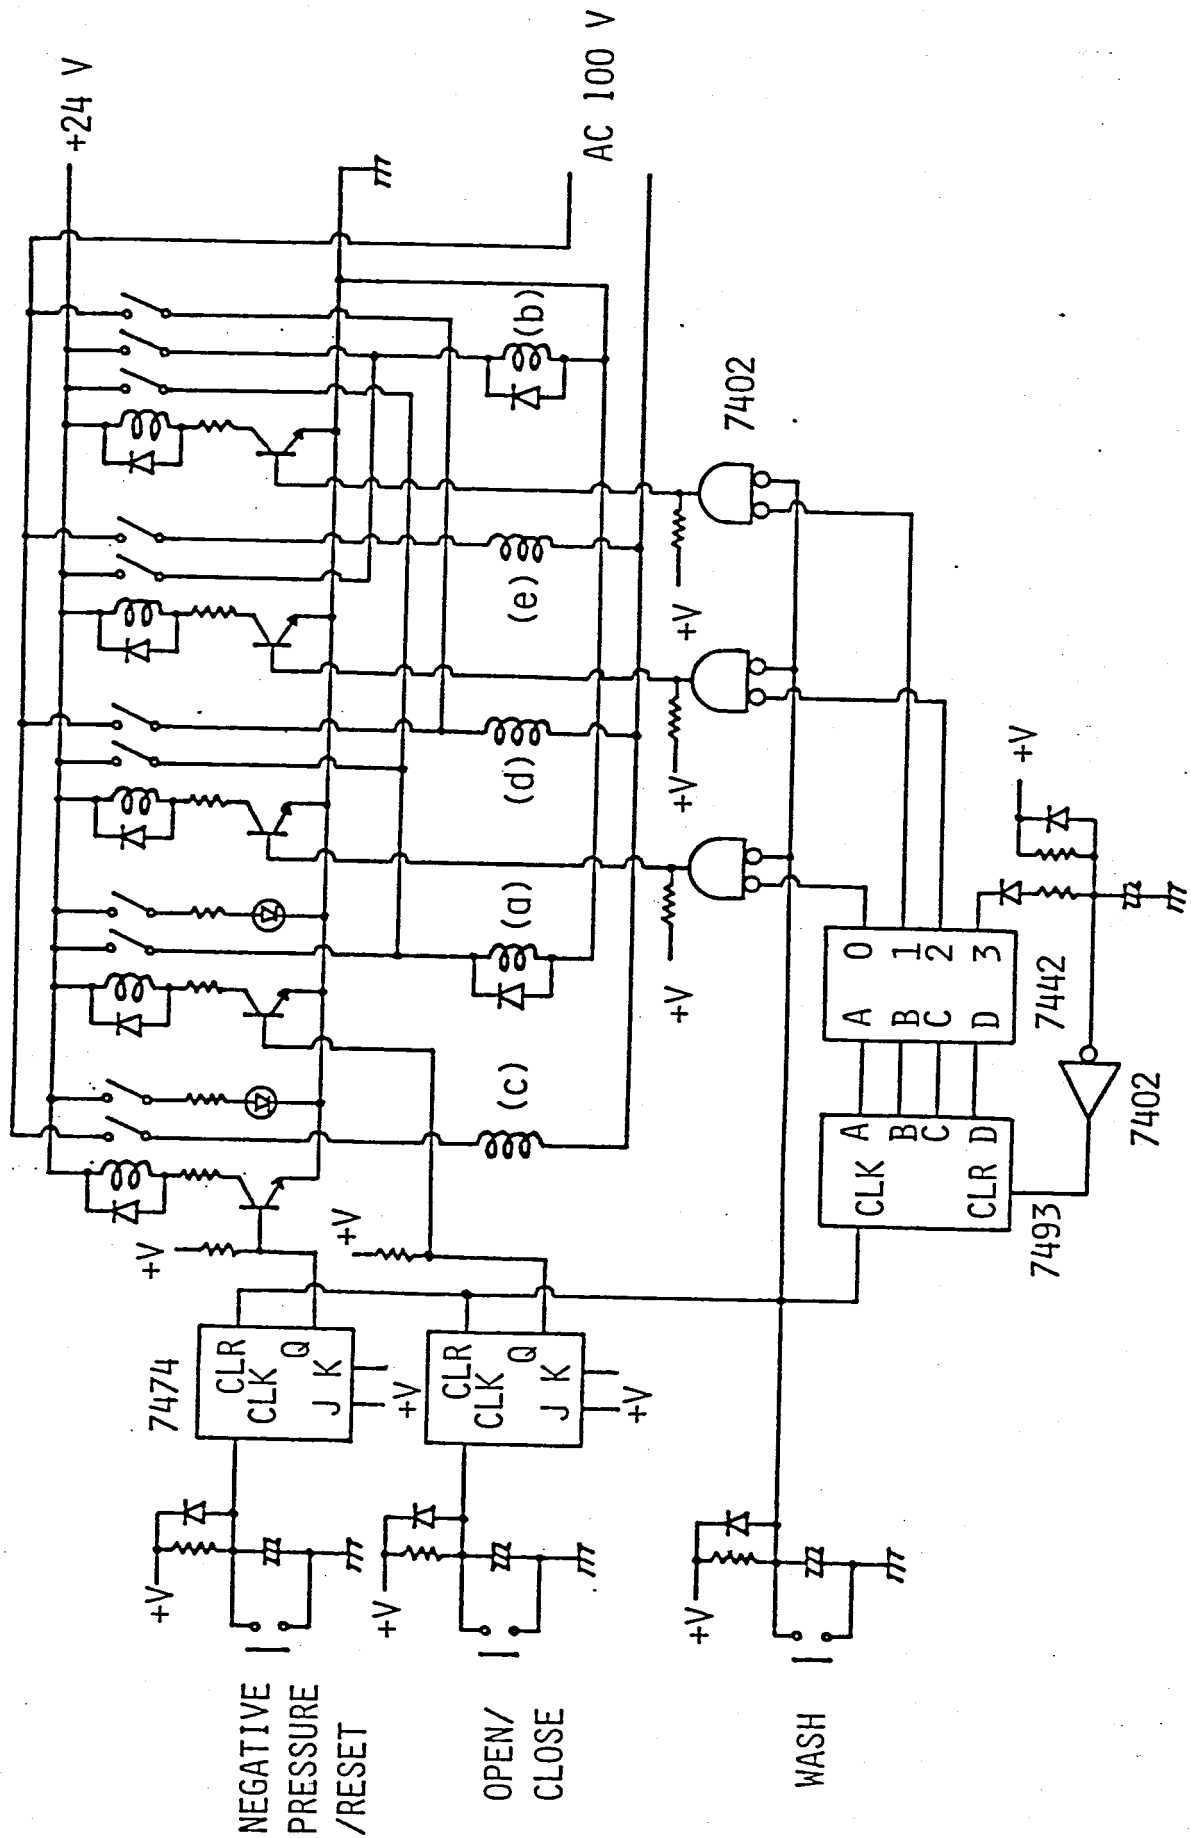 +24 V
AC 100 V
(b)
(e)
(d)
(a)
(c)
7402
+V
+V
+V
+V
+V
7474
CLR
CLK
Q
J K
+V
CLR
CLK
Q
J K
+V
+V
NEGATIVE
PRESSURE
/RESET
+V
OPEN/
CLOSE
+V
WASH
CLK
CLR
A
B
C
D
7493
A
B
C
D
0
1
2
3
7442
7402
+V